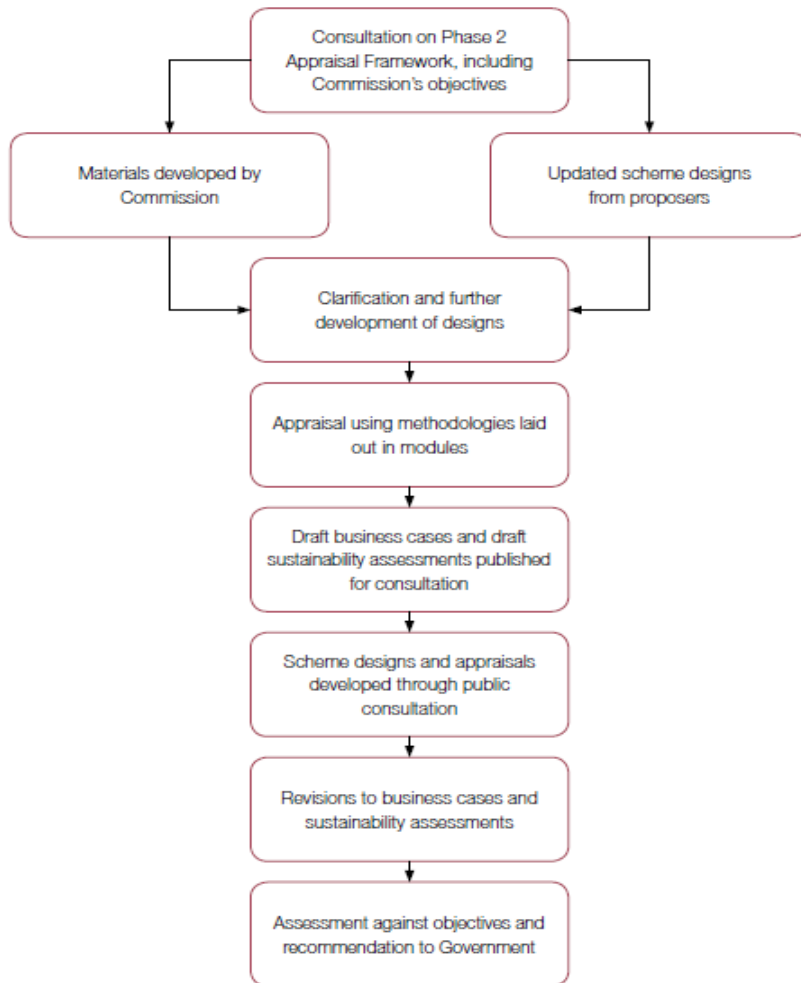 Consultation on Phase 2
Appraisal Framework, including
Commission's objectives
Materials developed by
Commission
Updated scheme designs
from proposers
Clarification and further
development of designs
Appraisal using methodologies laid
out in modules
Draft business cases and draft
sustainability assessments published
for consultation
Scheme designs and appraisals
developed through public
consultation
Revisions to business cases and
sustainability assessments
Assessment against objectives and
recommendation to Government